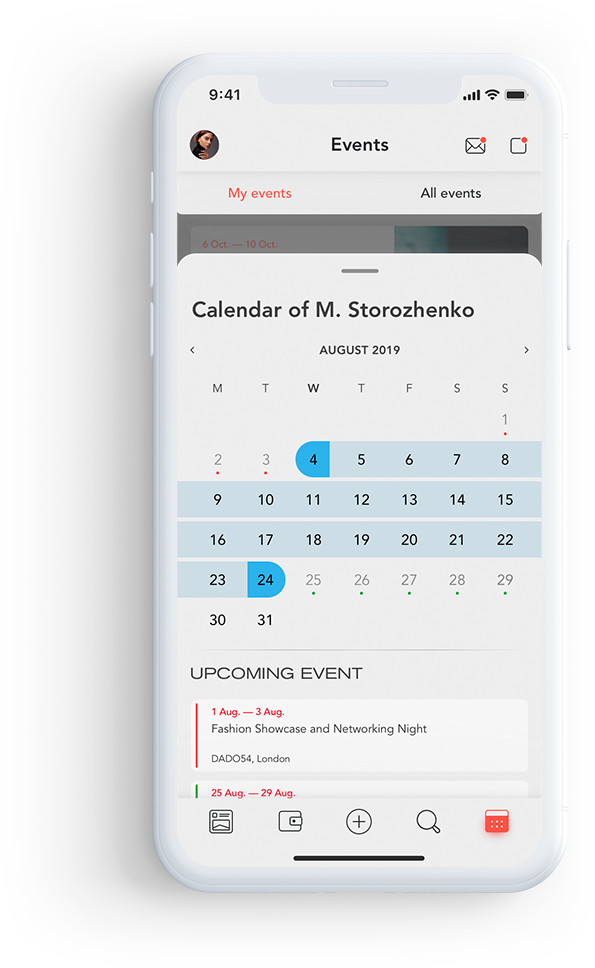 9:41
Events
My events All events
6 Oct. — 10 Oct.
Calendar of M. Storozhenko
‹ AUGUST 2019 ›
M T W T F S S
1
2 3 4 5 6 7 8
9 10 11 12 13 14 15
16 17 18 19 20 21 22
23 24 25 26 27 28 29
30 31
UPCOMING EVENT
1 Aug. — 3 Aug.
Fashion Showcase and Networking Night
DADO54, London
25 Aug. — 29 Aug.